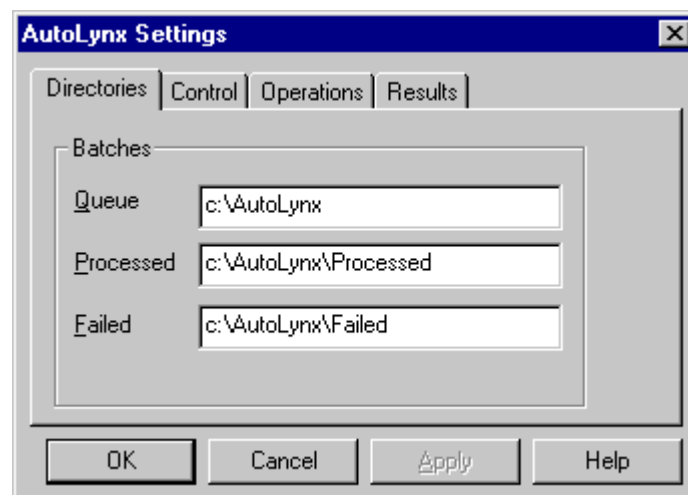 AutoLynx Settings
Directories Control Operations Results
Batches
Queue c:\AutoLynx
Processed c:\AutoLynx\Processed
Failed c:\AutoLynx\Failed
OK Cancel Apply Help